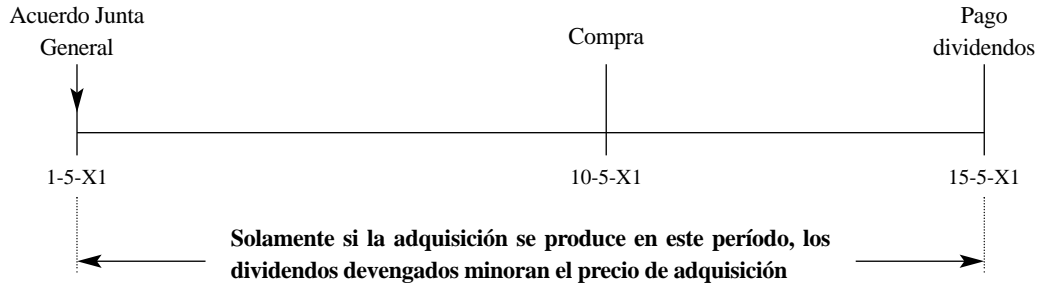 Acuerdo Junta
General
Compra
Pago
dividendos
1-5-X1
10-5-X1
15-5-X1
Solamente si la adquisición se produce en este período, los
dividendos devengados minoran el precio de adquisición